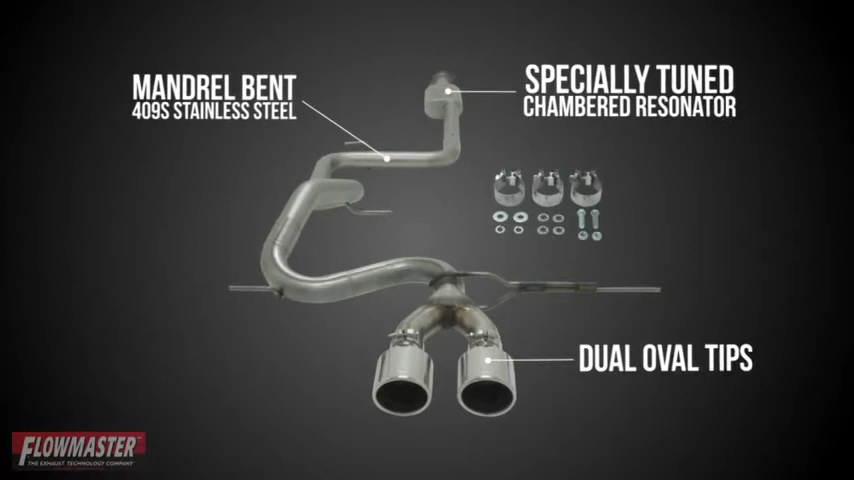 MANDREL BENT
409S STAINLESS STEEL
SPECIALLY TUNED
CHAMBERED RESONATOR
DUAL OVAL TIPS
FLOWMASTER
THE EXHAUST TECHNOLOGY COMPANY